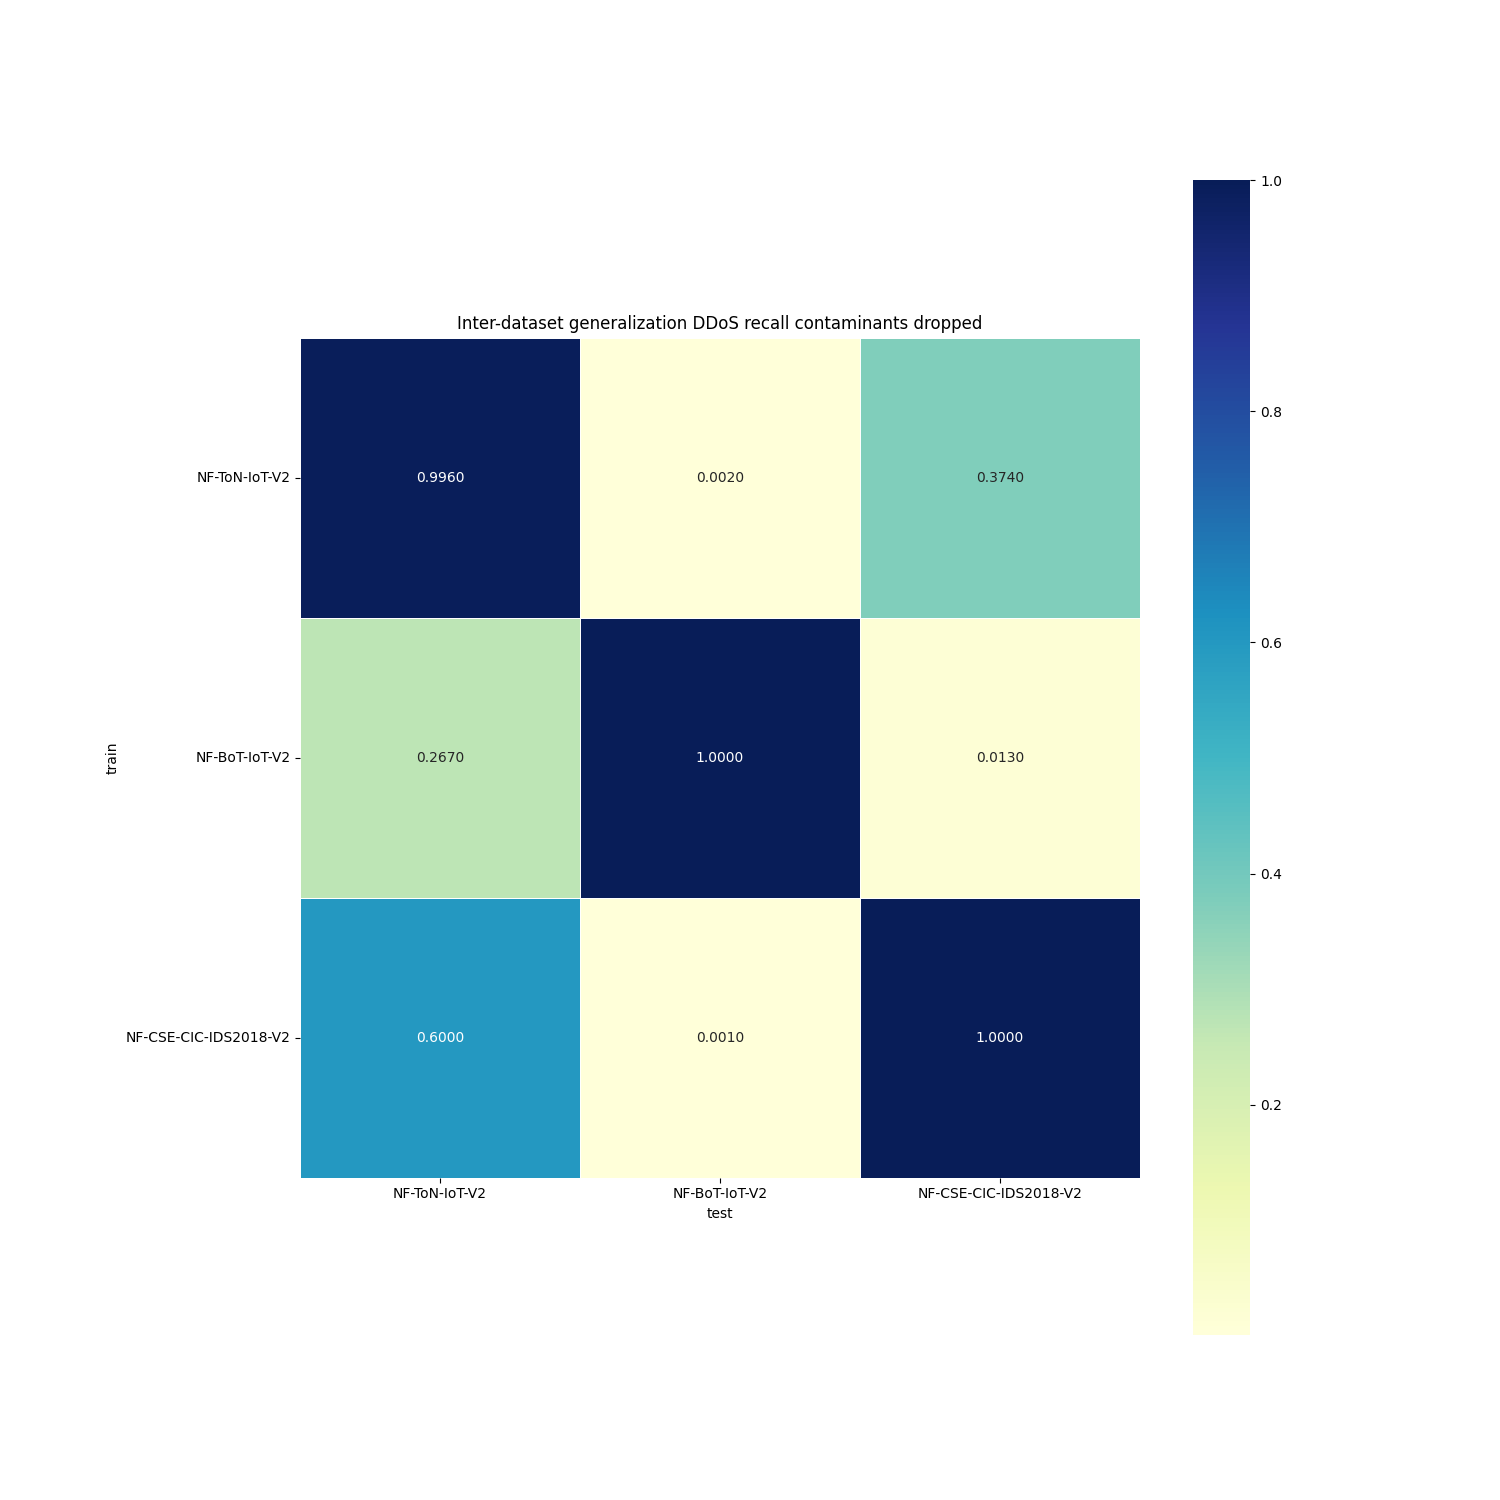 Inter-dataset generalization DDoS recall contaminants dropped
train
NF-ToN-IoT-V2
0.9960 0.0020 0.3740
NF-BoT-IoT-V2
0.2670 1.0000 0.0130
NF-CSE-CIC-IDS2018-V2
0.6000 0.0010 1.0000
NF-ToN-IoT-V2 NF-BoT-IoT-V2 NF-CSE-CIC-IDS2018-V2
test
1.0
0.8
0.6
0.4
0.2